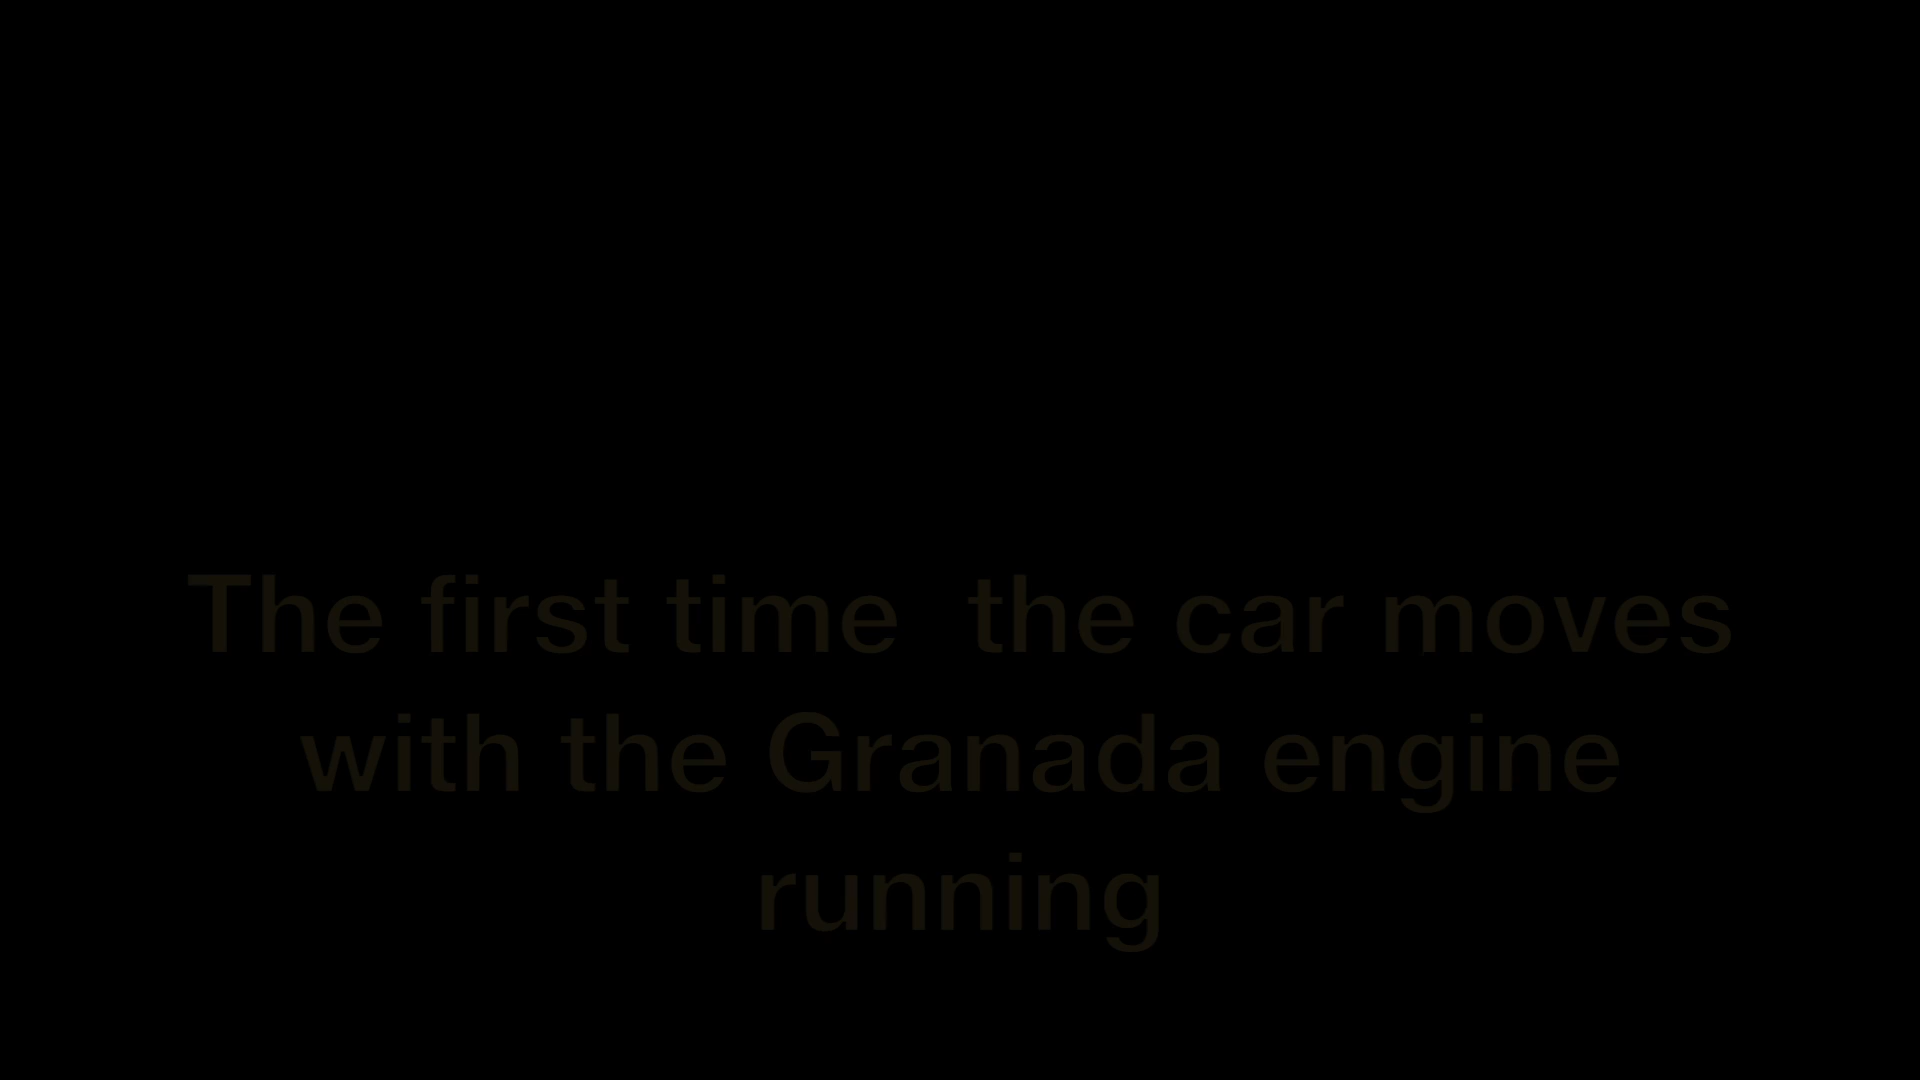 The first time  the car moves
with the Granada engine
running